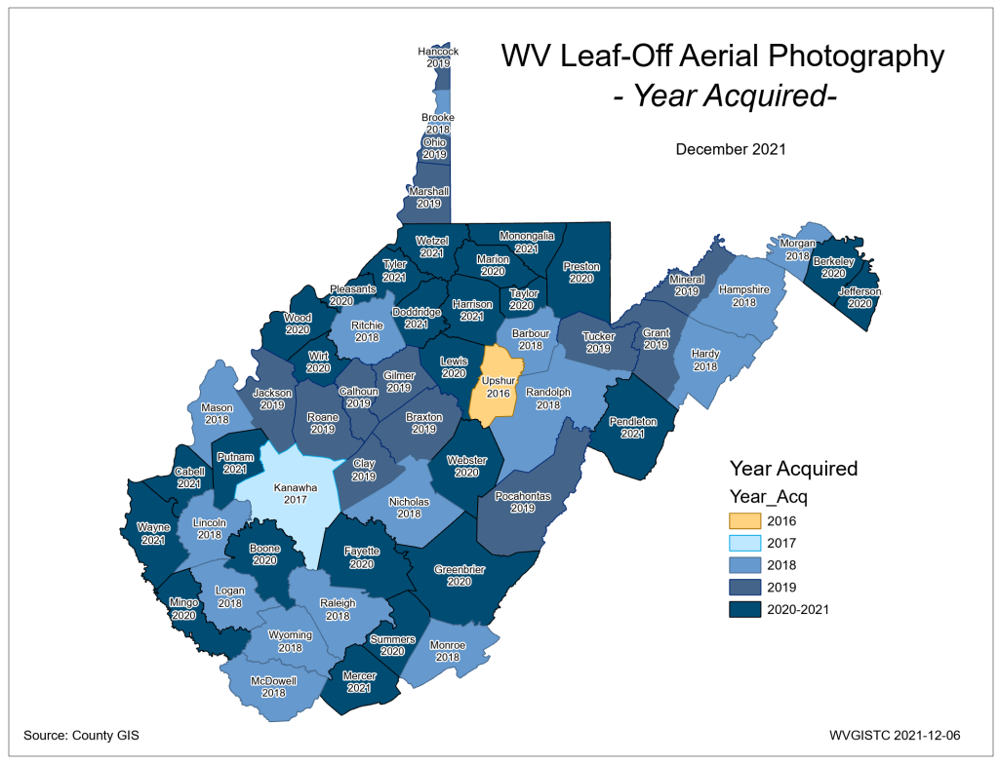 WV Leaf-Off Aerial Photography
- Year Acquired-
December 2021
Hancock
2019
Brooke
2018
Ohio
2019
Marshall
2019
Wetzel
2021
Monongalia
2021
Marion
2020
Preston
2020
Tyler
2021
Pleasants
2020
Doddridge
2021
Harrison
2021
Taylor
2020
Morgan
2018
Berkeley
2020
Jefferson
2020
Mineral
2019
Hampshire
2018
Wood
2020
Ritchie
2018
Barbour
2018
Tucker
2019
Grant
2019
Hardy
2018
Wirt
2020
Lewis
2020
Upshur
2016
Randolph
2018
Gilmer
2019
Calhoun
2019
Jackson
2019
Mason
2018
Roane
2019
Braxton
2019
Pendleton
2021
Putnam
2021
Cabell
2021
Clay
2019
Webster
2020
Kanawha
2017
Nicholas
2018
Pocahontas
2019
Wayne
2021
Lincoln
2018
Boone
2020
Fayette
2020
Greenbrier
2020
Mingo
2020
Logan
2018
Raleigh
2018
Wyoming
2018
Summers
2020
Monroe
2018
McDowell
2018
Mercer
2021
Year Acquired
Year_Acq
2016
2017
2018
2019
2020-2021
Source: County GIS
WVGISTC 2021-12-06